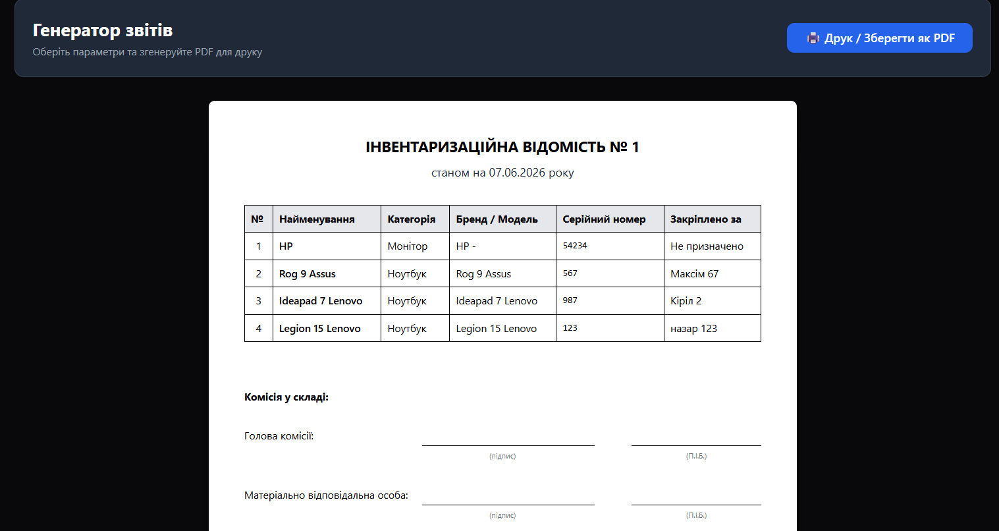 Генератор звітів
Оберіть параметри та згенеруйте PDF для друку
Друк / Зберегти як PDF
ІНВЕНТАРИЗАЦІЙНА ВІДОМІСТЬ № 1
станом на 07.06.2026 року
№ Найменування Категорія Бренд / Модель Серійний номер Закріплено за
1 HP Монітор HP - 54234 Не призначено
2 Rog 9 Assus Ноутбук Rog 9 Assus 567 Максім 67
3 Ideapad 7 Lenovo Ноутбук Ideapad 7 Lenovo 987 Кіріл 2
4 Legion 15 Lenovo Ноутбук Legion 15 Lenovo 123 назар 123
Комісія у складі:
Голова комісії:
(підпис) (П.І.Б.)
Матеріально відповідальна особа:
(підпис) (П.І.Б.)